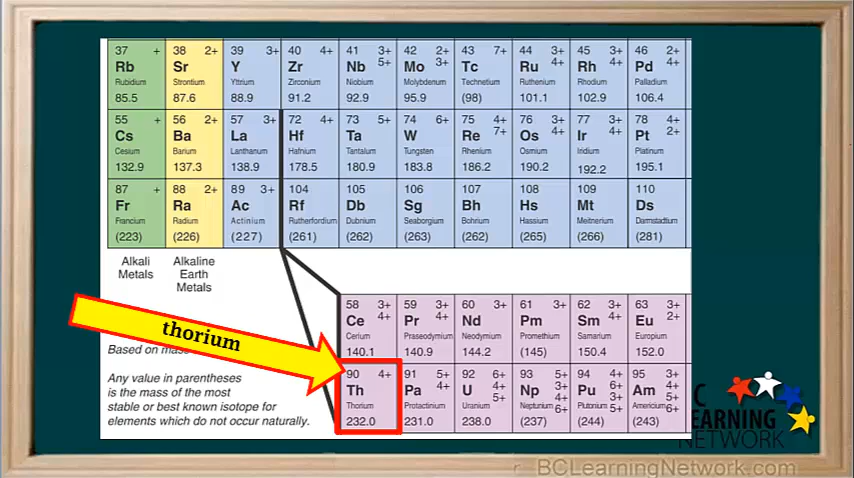 37 + 38 2+ 39 3+ 40 4+ 41 3+ 42 2+ 43 7+ 44 3+ 45 3+ 46 2+
5+ 3+ 4+ 4+ 4+
Rb Sr Y Zr Nb Mo Tc Ru Rh Pd
Rubidium Strontium Yttrium Zirconium Niobium Molybdenum Technetium Ruthenium Rhodium Palladium
85.5 87.6 88.9 91.2 92.9 95.9 (98) 101.1 102.9 106.4
55 + 56 2+ 57 3+ 72 4+ 73 5+ 74 6+ 75 4+ 76 3+ 77 3+ 78 4+
7+ 4+ 4+ 2+
Cs Ba La Hf Ta W Re Os Ir Pt
Cesium Barium Lanthanum Hafnium Tantalum Tungsten Rhenium Osmium Iridium Platinum
132.9 137.3 138.9 178.5 180.9 183.8 186.2 190.2 192.2 195.1
87 + 88 2+ 89 3+ 104 105 106 107 108 109 110
Fr Ra Ac Rf Db Sg Bh Hs Mt Ds
Francium Radium Actinium Rutherfordium Dubnium Seaborgium Bohrium Hassium Meitnerium Darmstadtium
(223) (226) (227) (261) (262) (263) (262) (265) (266) (281)
Alkali Metals
Alkaline Earth Metals
58 3+ 59 3+ 60 3+ 61 3+ 62 3+ 63 3+
4+ 4+ 4+ 2+
Ce Pr Nd Pm Sm Eu
Cerium Praseodymium Neodymium Promethium Samarium Europium
140.1 140.9 144.2 (145) 150.4 152.0
thorium
Based on mass
90 4+ 91 5+ 92 6+ 93 5+ 94 4+ 95 3+
4+ 4+ 3+ 6+ 4+
5+ 4+ 3+ 5+
6+ 5+ 6+
Th Pa U Np Pu Am
Thorium Protactinium Uranium Neptunium Plutonium Americium
232.0 231.0 238.0 (237) (244) (243)
Any value in parentheses
is the mass of the most
stable or best known isotope for
elements which do not occur naturally.
C
EARNING
NETWORK
BCLearningNetwork.com